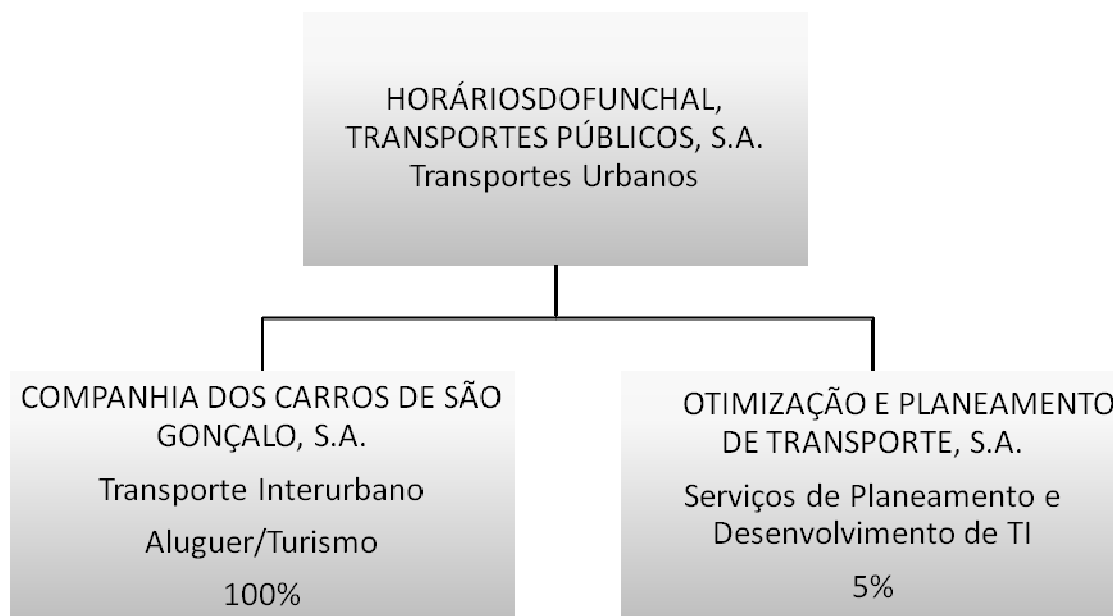 HORÁRIOSDOFUNCHAL,
TRANSPORTES PÚBLICOS, S.A.
Transportes Urbanos
COMPANHIA DOS CARROS DE SÃO
GONÇALO, S.A.
Transporte Interurbano
Aluguer/Turismo
100%
OTIMIZAÇÃO E PLANEAMENTO
DE TRANSPORTE, S.A.
Serviços de Planeamento e
Desenvolvimento de TI
5%